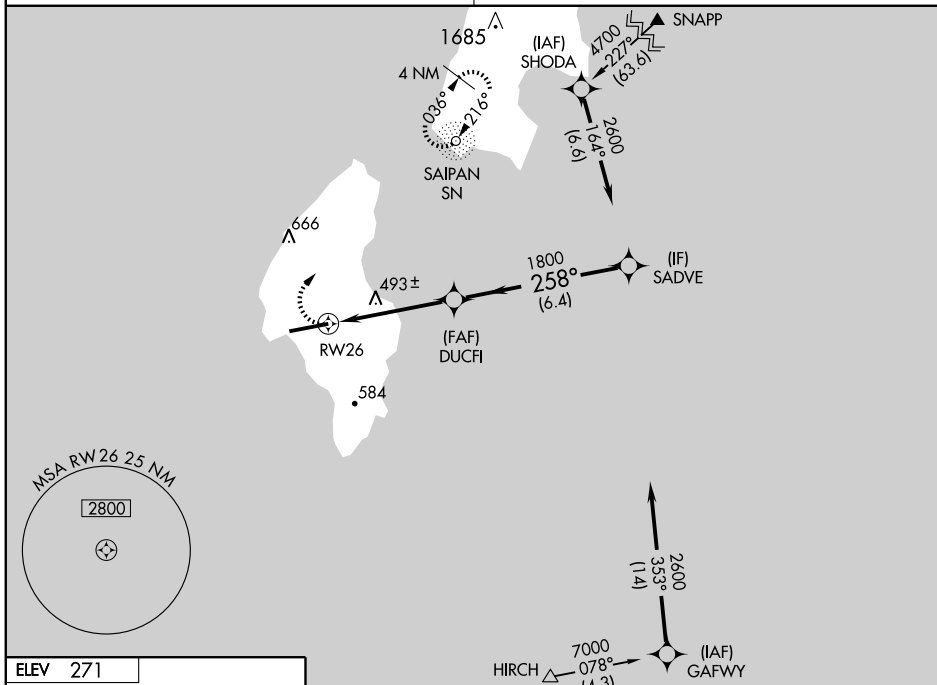 SNAPP
4700
227°
(63.6)
1685
(IAF)
SHODA
4 NM
036°
216°
2600
164°
(6.6)
SAIPAN
SN
666
493±
1800
258°
(6.4)
(IF)
SADVE
RW26
(FAF)
DUCFI
584
MSA RW26 25 NM
2800
2600
353°
(14)
ELEV 271
HIRCH
7000
078°
(4.3)
(IAF)
GAFWY